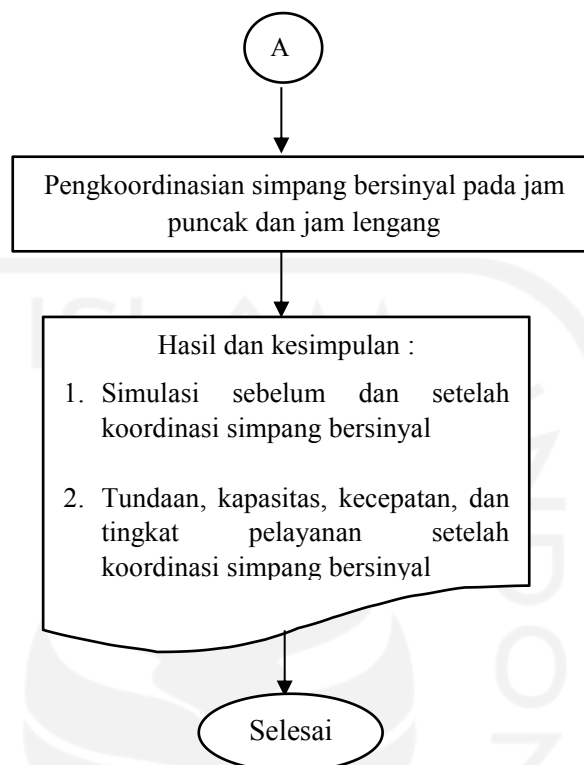 A
Pengkoordinasian simpang bersinyal pada jam
puncak dan jam lengang
Hasil dan kesimpulan :
1. Simulasi sebelum dan setelah
koordinasi simpang bersinyal
2. Tundaan, kapasitas, kecepatan, dan
tingkat pelayanan setelah
koordinasi simpang bersinyal
Selesai